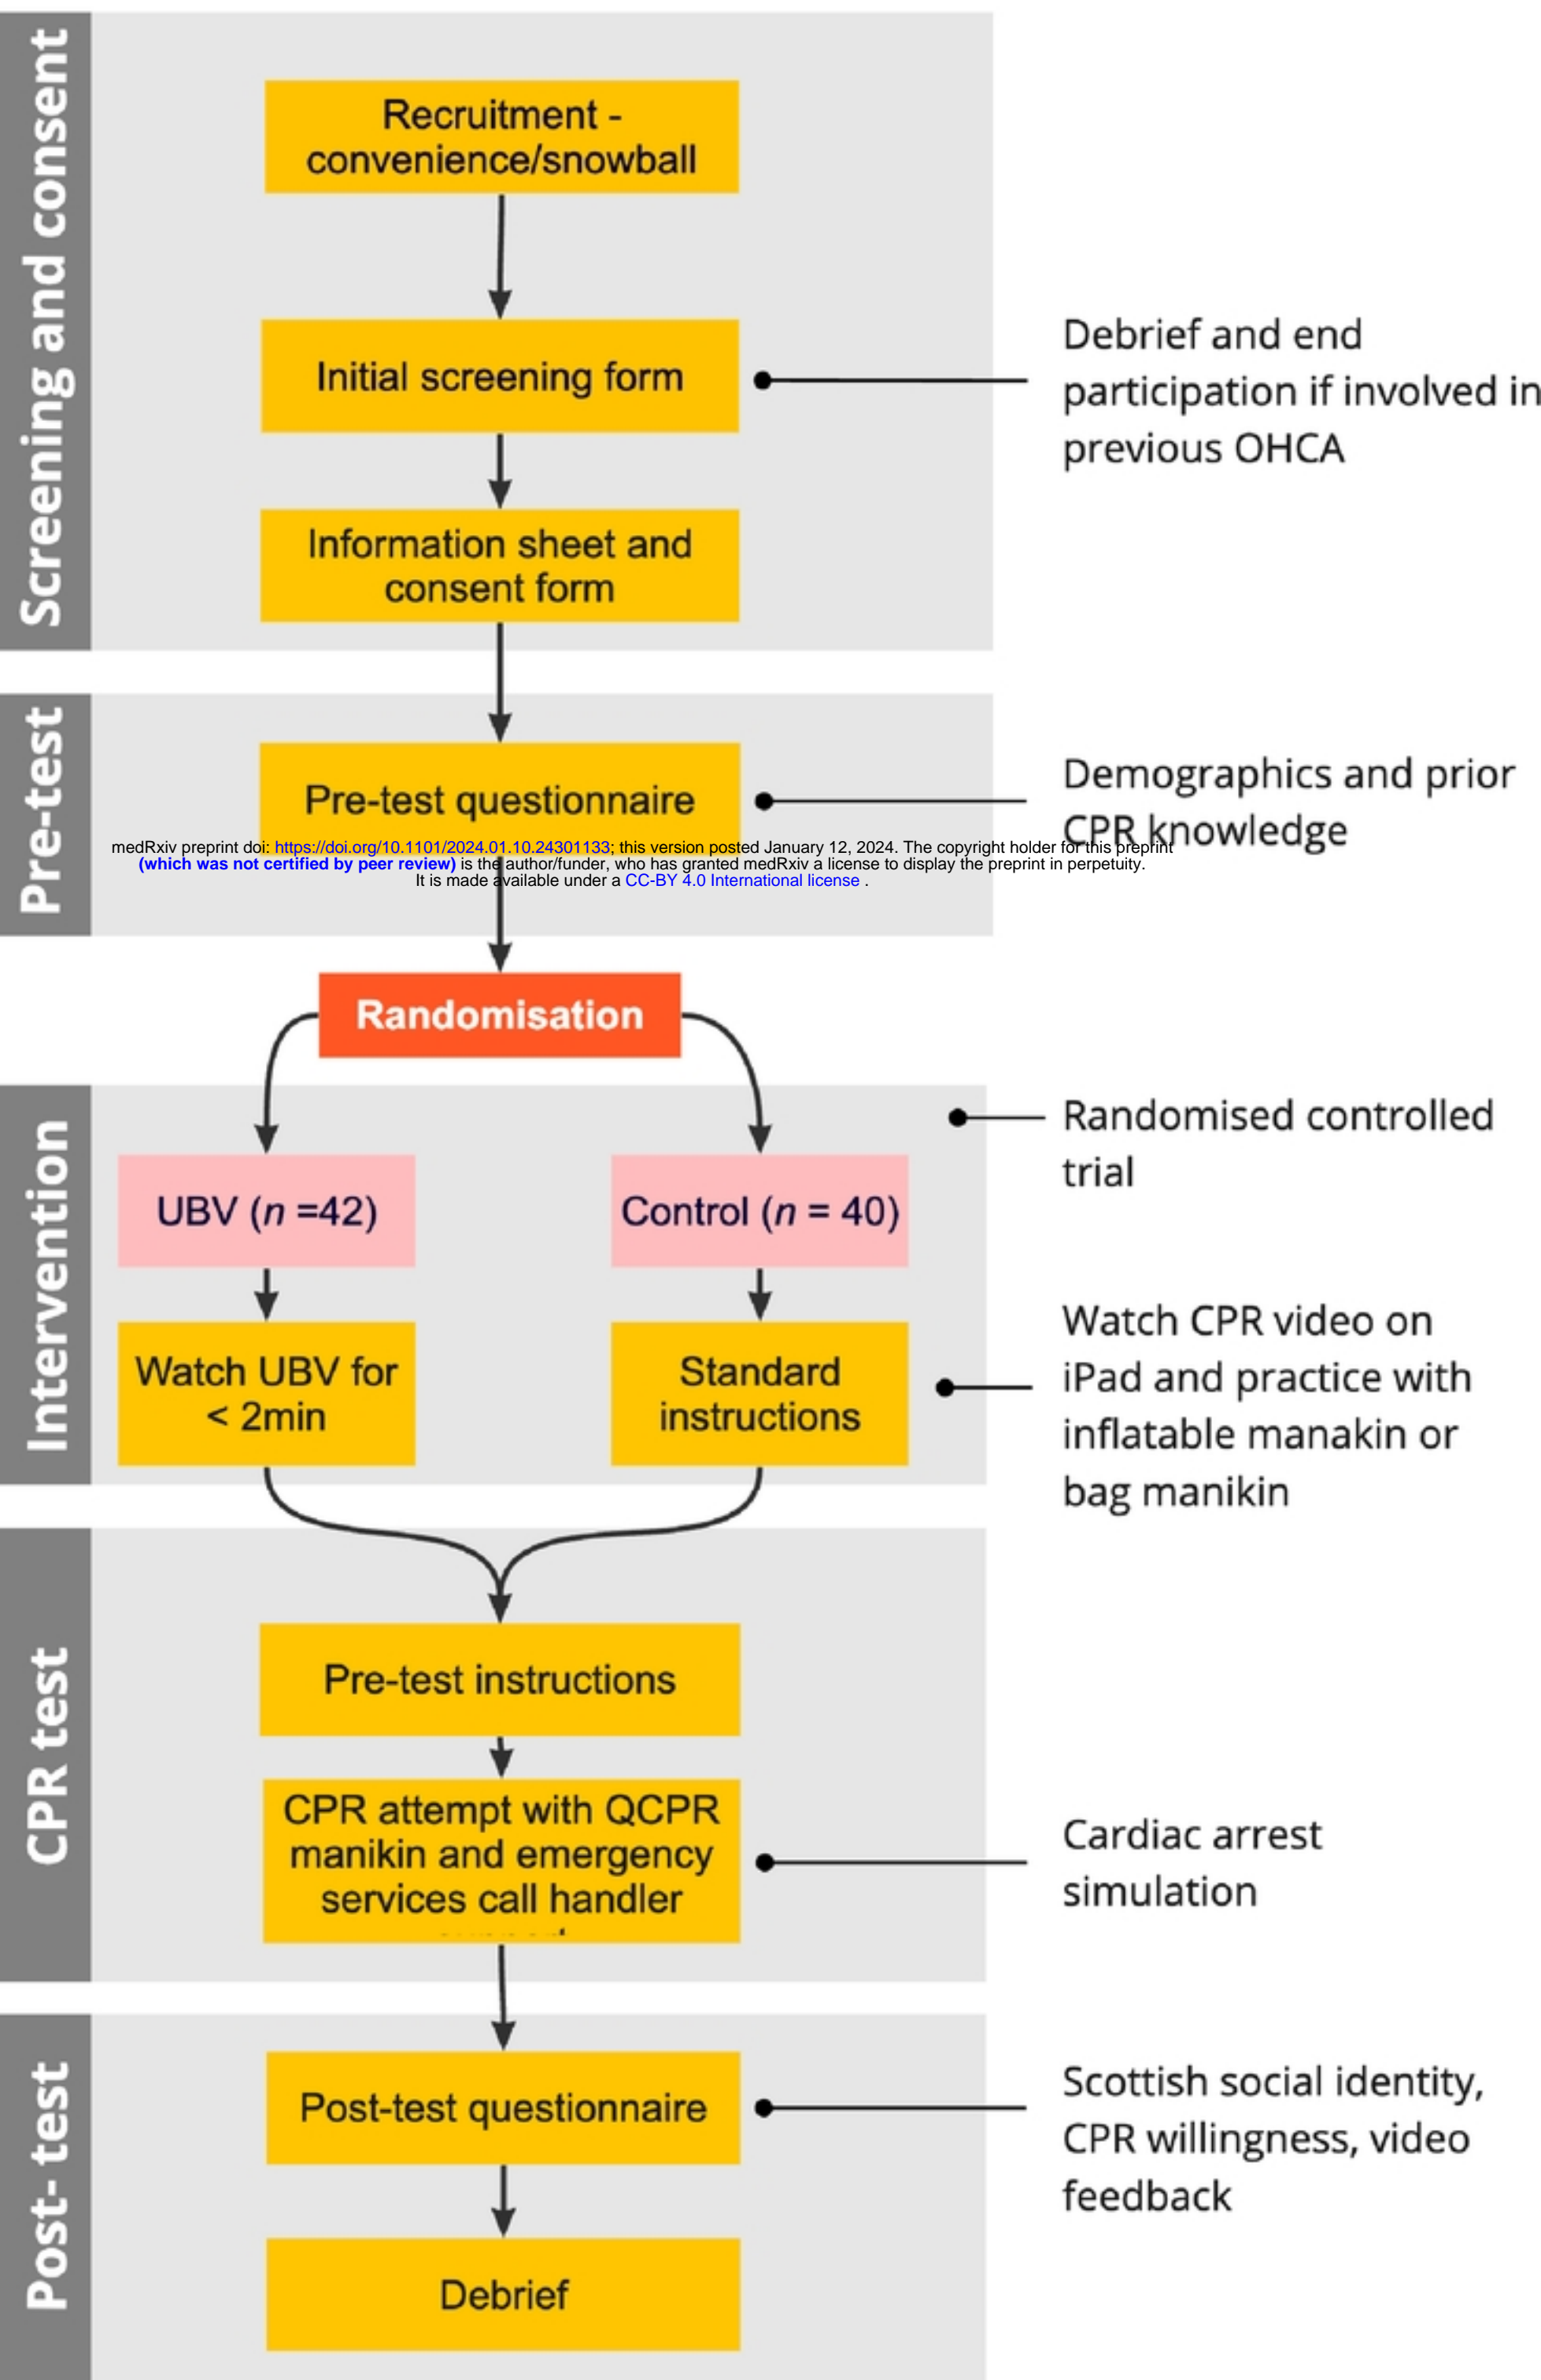 Screening and consent
Recruitment -
convenience/snowball
Initial screening form
Debrief and end
participation if involved in
previous OHCA
Information sheet and
consent form
Pre-test
Pre-test questionnaire
Demographics and prior
CPR knowledge
medRxiv preprint doi: https://doi.org/10.1101/2024.01.10.24301133; this version posted January 12, 2024. The copyright holder for this preprint
(which was not certified by peer review) is the author/funder, who has granted medRxiv a license to display the preprint in perpetuity.
It is made available under a CC-BY 4.0 International license .
Randomisation
Intervention
Randomised controlled
trial
UBV (n =42)
Control (n = 40)
Watch UBV for
< 2min
Standard
instructions
Watch CPR video on
iPad and practice with
inflatable manakin or
bag manikin
CPR test
Pre-test instructions
CPR attempt with QCPR
manikin and emergency
services call handler
Cardiac arrest
simulation
Post- test
Post-test questionnaire
Scottish social identity,
CPR willingness, video
feedback
Debrief